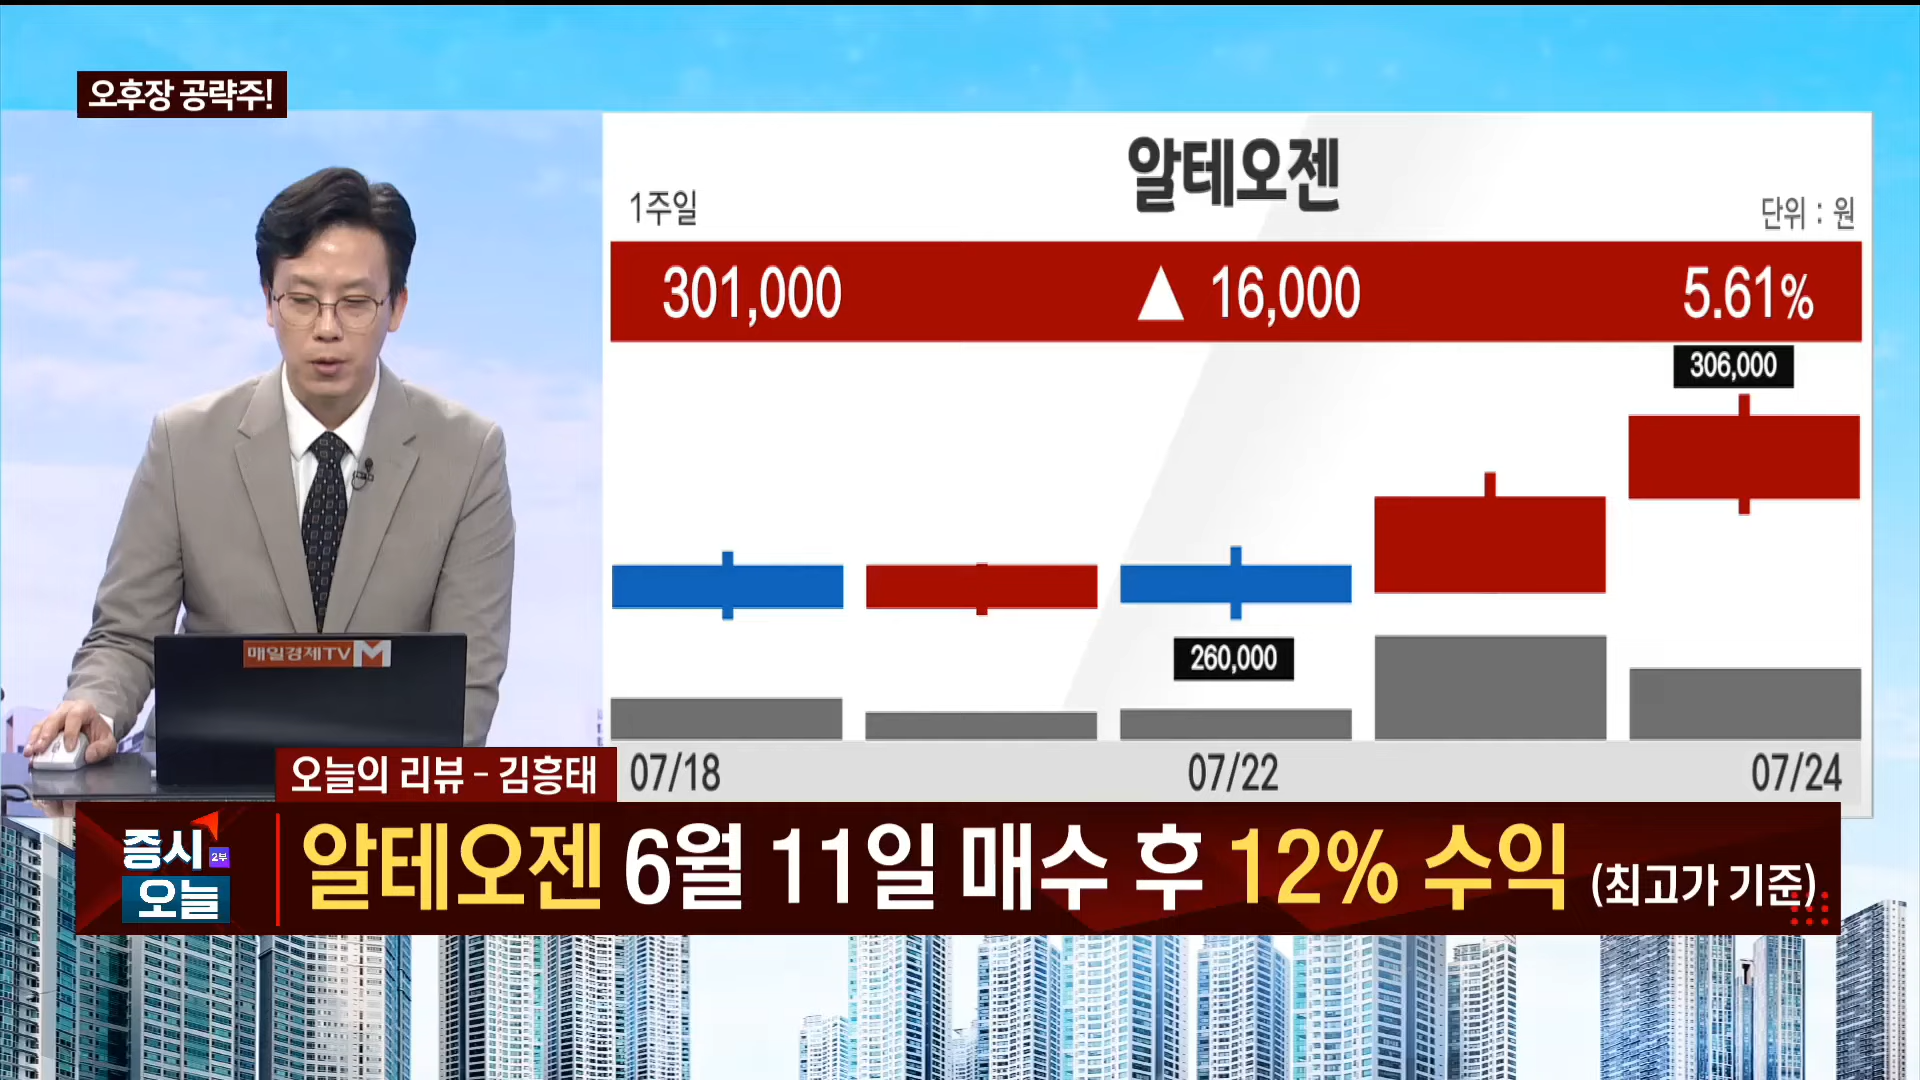 오후장 공략주!
알테오젠
1주일
단위 : 원
301,000 ▲ 16,000 5.61%
306,000
260,000
07/18 07/22 07/24
매일경제TV M
오늘의 리뷰 - 김흥태
증시 2부
오늘
알테오젠 6월 11일 매수 후 12% 수익 (최고가 기준)